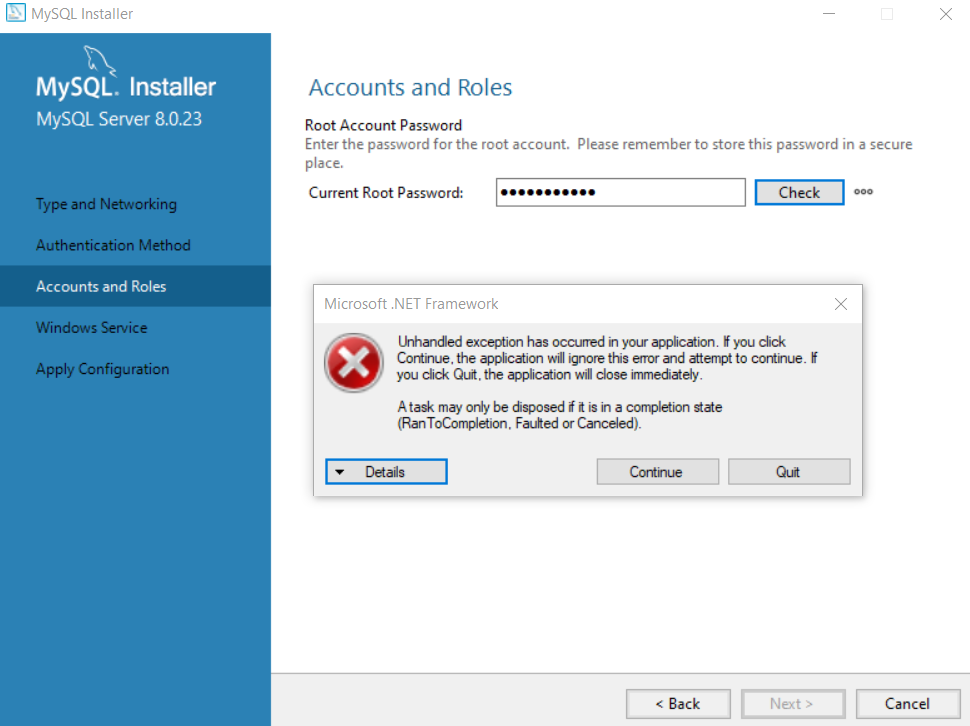 MySQL Installer
MySQL. Installer
MySQL Server 8.0.23
Type and Networking
Authentication Method
Accounts and Roles
Windows Service
Apply Configuration
Accounts and Roles
Root Account Password
Enter the password for the root account.  Please remember to store this password in a secure
place.
Current Root Password:
●●●●●●●●●●●
Check
Microsoft .NET Framework
Unhandled exception has occurred in your application. If you click
Continue, the application will ignore this error and attempt to continue. If
you click Quit, the application will close immediately.
A task may only be disposed if it is in a completion state
(RanToCompletion, Faulted or Canceled).
Details
Continue
Quit
< Back
Next >
Cancel